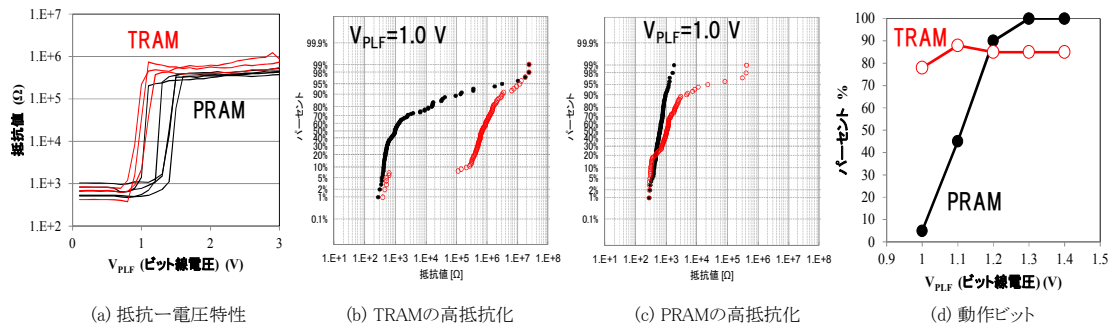 1.E+7
1.E+6
1.E+5
1.E+4
1.E+3
1.E+2
抵抗値 (Ω)
TRAM
PRAM
0 1 2 3
V_PLF (ビット線電圧) (V)
(a) 抵抗ー電圧特性
V_PLF=1.0 V
99.9%
99%
98%
95%
90%
80%
70%
60%
50%
40%
30%
20%
10%
5%
2%
1%
0.1%
パーセント
1.E+1 1.E+2 1.E+3 1.E+4 1.E+5 1.E+6 1.E+7 1.E+8
抵抗値 [Ω]
(b) TRAMの高抵抗化
V_PLF=1.0 V
99.9%
99%
98%
95%
90%
80%
70%
60%
50%
40%
30%
20%
10%
5%
2%
1%
0.1%
パーセント
1.E+1 1.E+2 1.E+3 1.E+4 1.E+5 1.E+6 1.E+7 1.E+8
抵抗値 [Ω]
(c) PRAMの高抵抗化
100
90
80
70
60
50
40
30
20
10
0
パーセント %
TRAM
PRAM
0.9 1 1.1 1.2 1.3 1.4 1.5
V_PLF (ビット線電圧) (V)
(d) 動作ビット